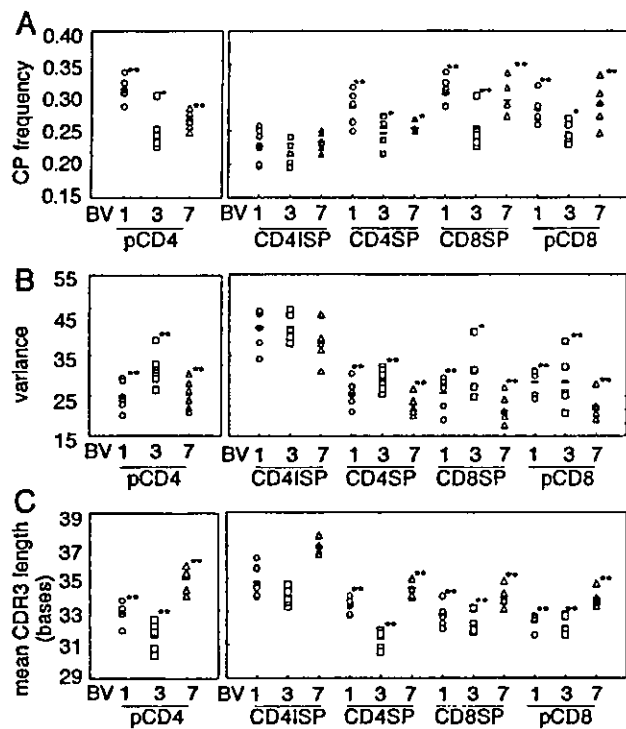 A
CP frequency
0.40
0.35
0.30
0.25
0.20
0.15
** ** ** ** * * ** ** ** ** * **
BV 1 3 7 1 3 7 1 3 7 1 3 7 1 3 7
pCD4 CD4ISP CD4SP CD8SP pCD8
B
variance
55
45
35
25
15
** ** ** ** ** ** ** * ** ** ** **
BV 1 3 7 1 3 7 1 3 7 1 3 7 1 3 7
pCD4 CD4ISP CD4SP CD8SP pCD8
C
mean CDR3 length
(bases)
39
37
35
33
31
29
** ** ** ** ** ** ** ** ** ** ** **
BV 1 3 7 1 3 7 1 3 7 1 3 7 1 3 7
pCD4 CD4ISP CD4SP CD8SP pCD8